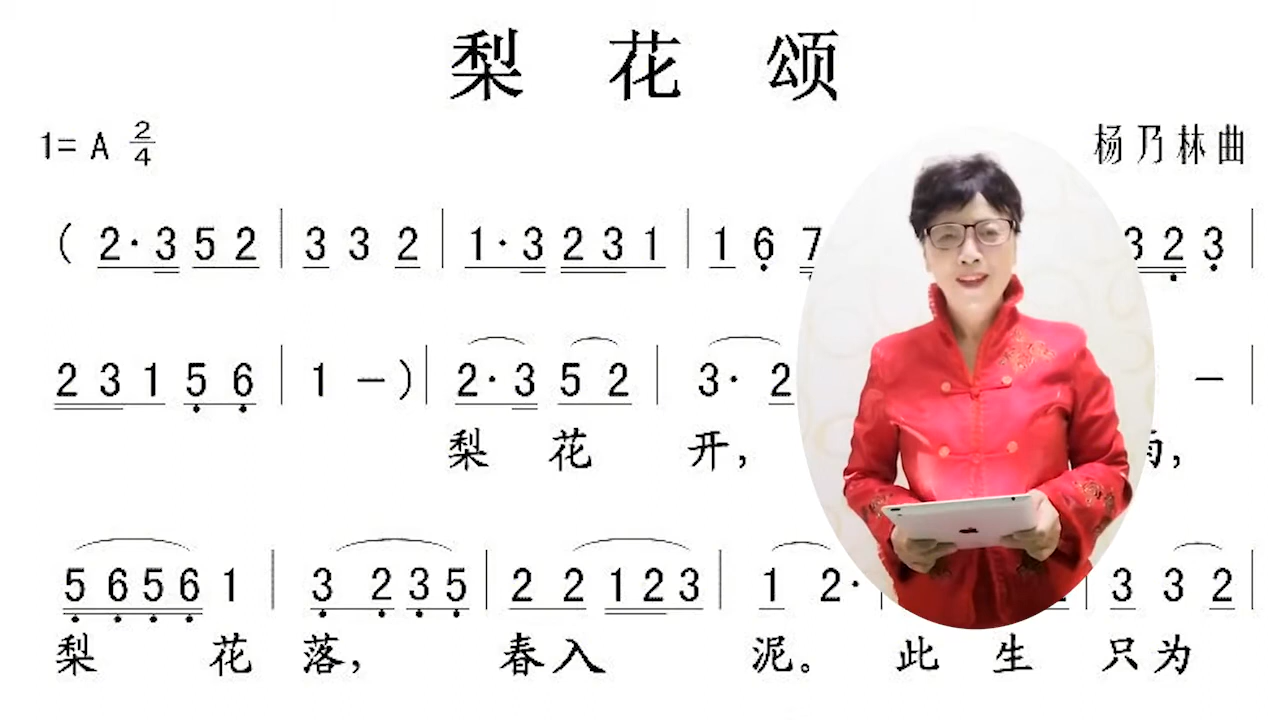 梨花颂
1= A 2/4
杨乃林曲
( 2·3 5 2 | 3 3 2 | 1·3 2 3 1 | 1 6 7 3 2 3 |
2 3 1 5 6 | 1 – ) | 2·3 5 2 | 3· 2 – |
梨 花 开, 雨,
5 6 5 6 1 | 3 2 3 5 | 2 2 1 2 3 | 1 2· | 2 | 3 3 2 |
梨 花 落, 春入 泥。 此 生 只为